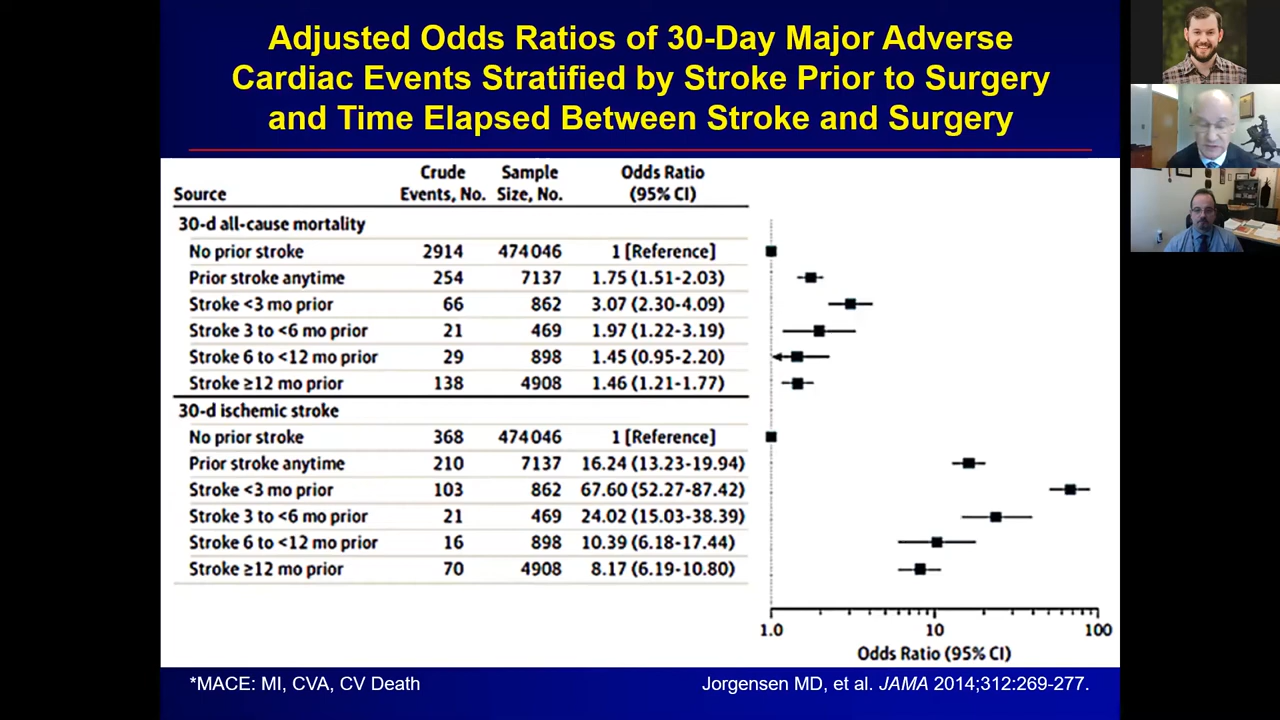 Adjusted Odds Ratios of 30-Day Major Adverse
Cardiac Events Stratified by Stroke Prior to Surgery
and Time Elapsed Between Stroke and Surgery
Crude Sample Odds Ratio
Source Events, No. Size, No. (95% CI)
30-d all-cause mortality
No prior stroke 2914 474 046 1 [Reference]
Prior stroke anytime 254 7137 1.75 (1.51-2.03)
Stroke <3 mo prior 66 862 3.07 (2.30-4.09)
Stroke 3 to <6 mo prior 21 469 1.97 (1.22-3.19)
Stroke 6 to <12 mo prior 29 898 1.45 (0.95-2.20)
Stroke ≥12 mo prior 138 4908 1.46 (1.21-1.77)
30-d ischemic stroke
No prior stroke 368 474 046 1 [Reference]
Prior stroke anytime 210 7137 16.24 (13.23-19.94)
Stroke <3 mo prior 103 862 67.60 (52.27-87.42)
Stroke 3 to <6 mo prior 21 469 24.02 (15.03-38.39)
Stroke 6 to <12 mo prior 16 898 10.39 (6.18-17.44)
Stroke ≥12 mo prior 70 4908 8.17 (6.19-10.80)
1.0 10 100
Odds Ratio (95% CI)
*MACE: MI, CVA, CV Death Jorgensen MD, et al. JAMA 2014;312:269-277.